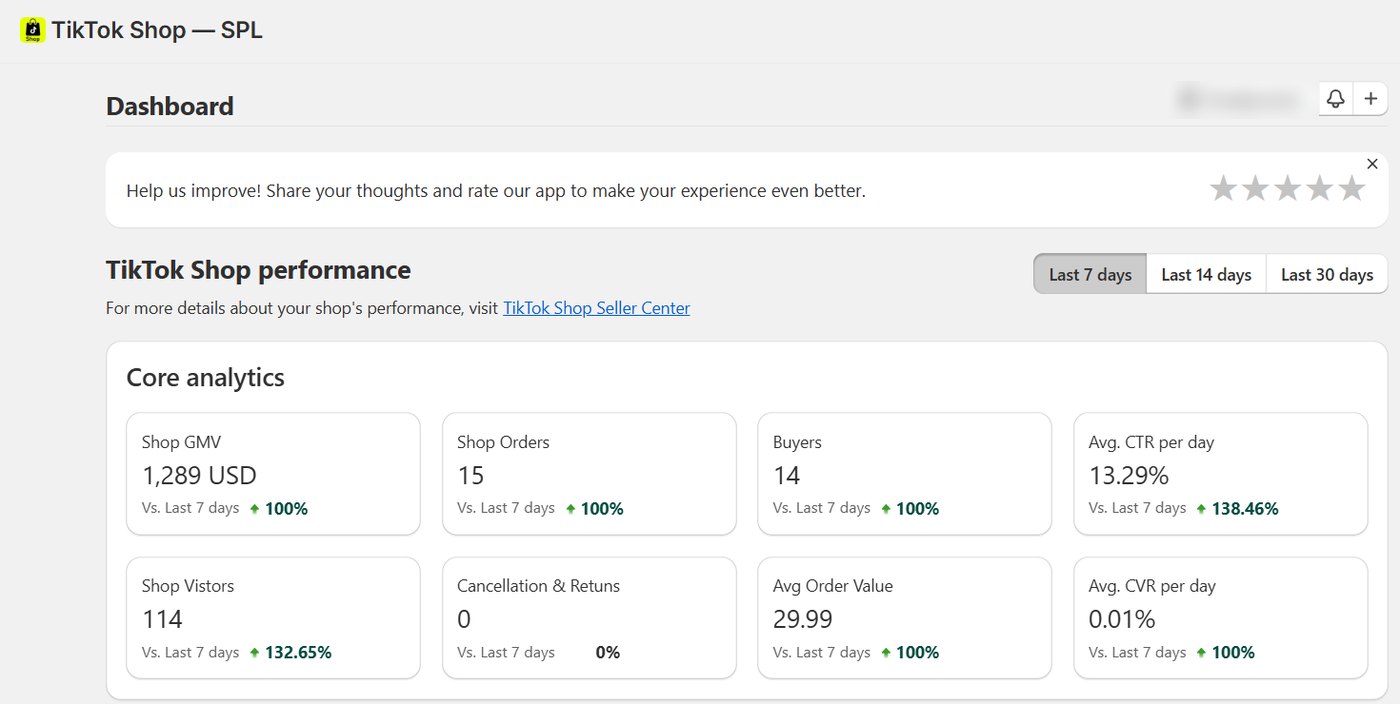 Shop
TikTok Shop — SPL
Dashboard
Help us improve! Share your thoughts and rate our app to make your experience even better.
TikTok Shop performance
Last 7 days
Last 14 days
Last 30 days
For more details about your shop's performance, visit TikTok Shop Seller Center
Core analytics
Shop GMV
1,289 USD
Vs. Last 7 days 100%
Shop Orders
15
Vs. Last 7 days 100%
Buyers
14
Vs. Last 7 days 100%
Avg. CTR per day
13.29%
Vs. Last 7 days 138.46%
Shop Vistors
114
Vs. Last 7 days 132.65%
Cancellation & Retuns
0
Vs. Last 7 days 0%
Avg Order Value
29.99
Vs. Last 7 days 100%
Avg. CVR per day
0.01%
Vs. Last 7 days 100%